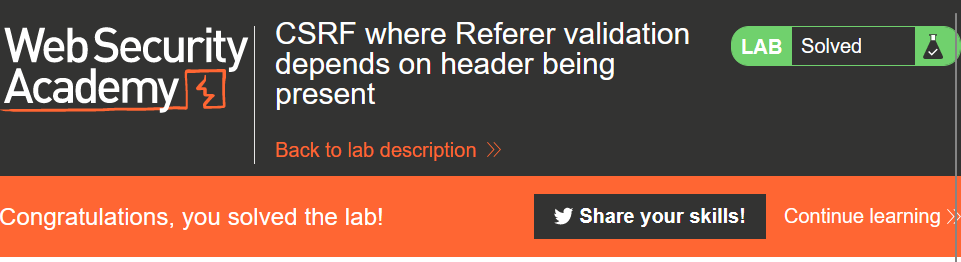 Web Security
Academy
CSRF where Referer validation
depends on header being
present
Back to lab description
LAB Solved
Congratulations, you solved the lab!
Share your skills!
Continue learning